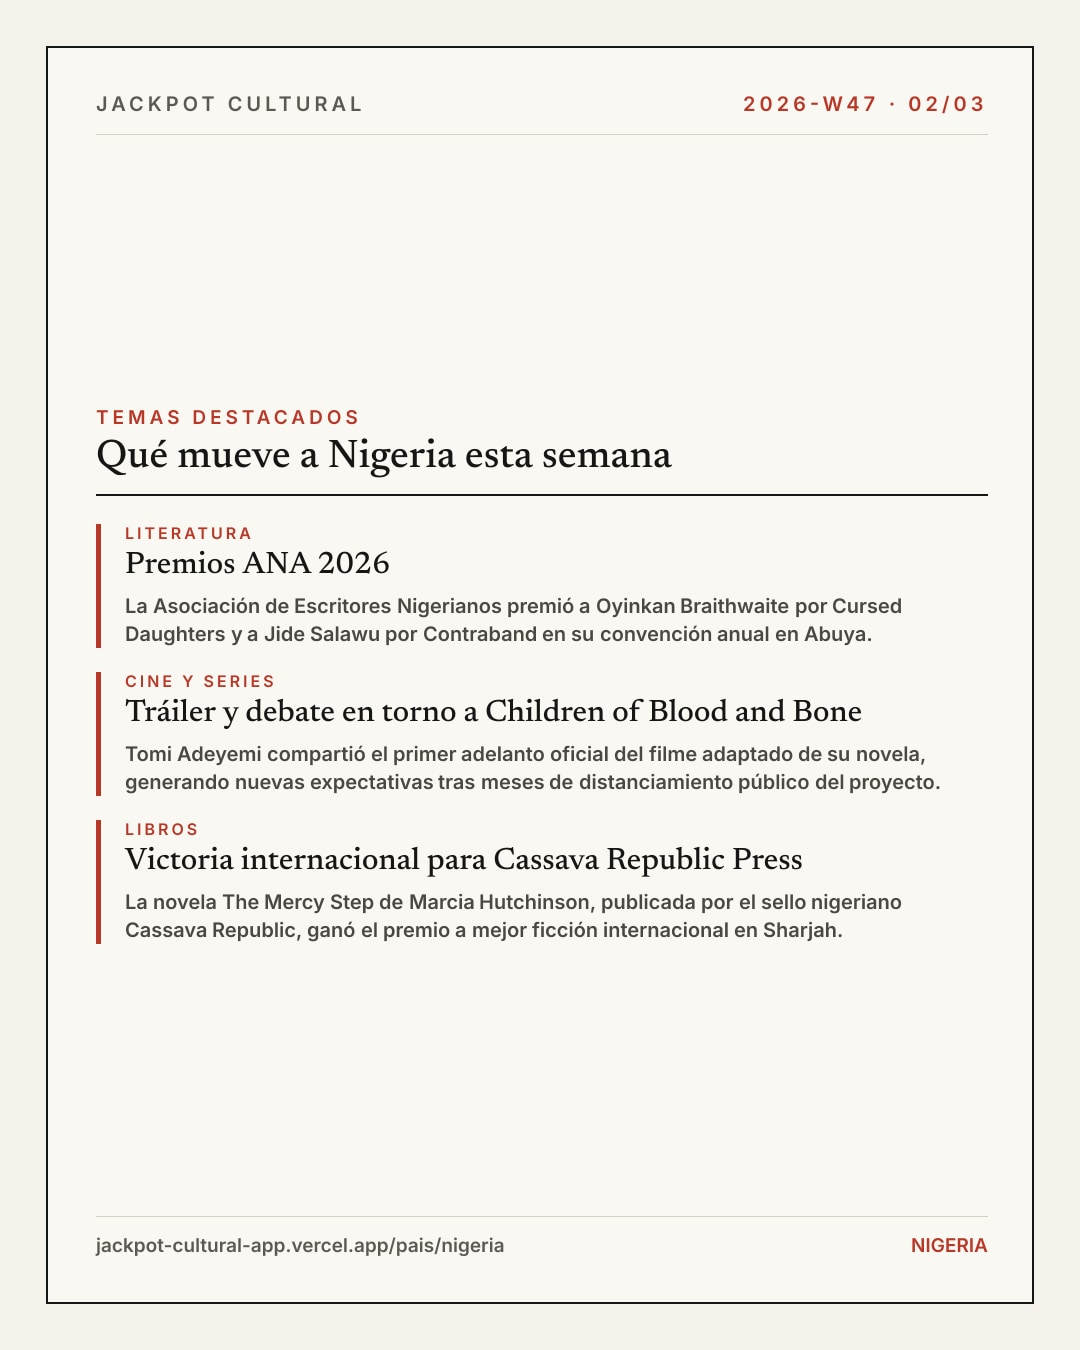 JACKPOT CULTURAL
2026-W47 · 02/03
TEMAS DESTACADOS
Qué mueve a Nigeria esta semana
LITERATURA
Premios ANA 2026
La Asociación de Escritores Nigerianos premió a Oyinkan Braithwaite por Cursed
Daughters y a Jide Salawu por Contraband en su convención anual en Abuya.
CINE Y SERIES
Tráiler y debate en torno a Children of Blood and Bone
Tomi Adeyemi compartió el primer adelanto oficial del filme adaptado de su novela,
generando nuevas expectativas tras meses de distanciamiento público del proyecto.
LIBROS
Victoria internacional para Cassava Republic Press
La novela The Mercy Step de Marcia Hutchinson, publicada por el sello nigeriano
Cassava Republic, ganó el premio a mejor ficción internacional en Sharjah.
jackpot-cultural-app.vercel.app/pais/nigeria
NIGERIA